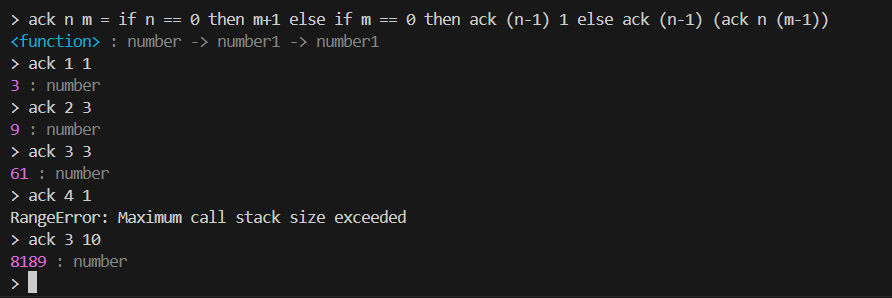 > ack n m = if n == 0 then m+1 else if m == 0 then ack (n-1) 1 else ack (n-1) (ack n (m-1))
<function> : number -> number1 -> number1
> ack 1 1
3 : number
> ack 2 3
9 : number
> ack 3 3
61 : number
> ack 4 1
RangeError: Maximum call stack size exceeded
> ack 3 10
8189 : number
>